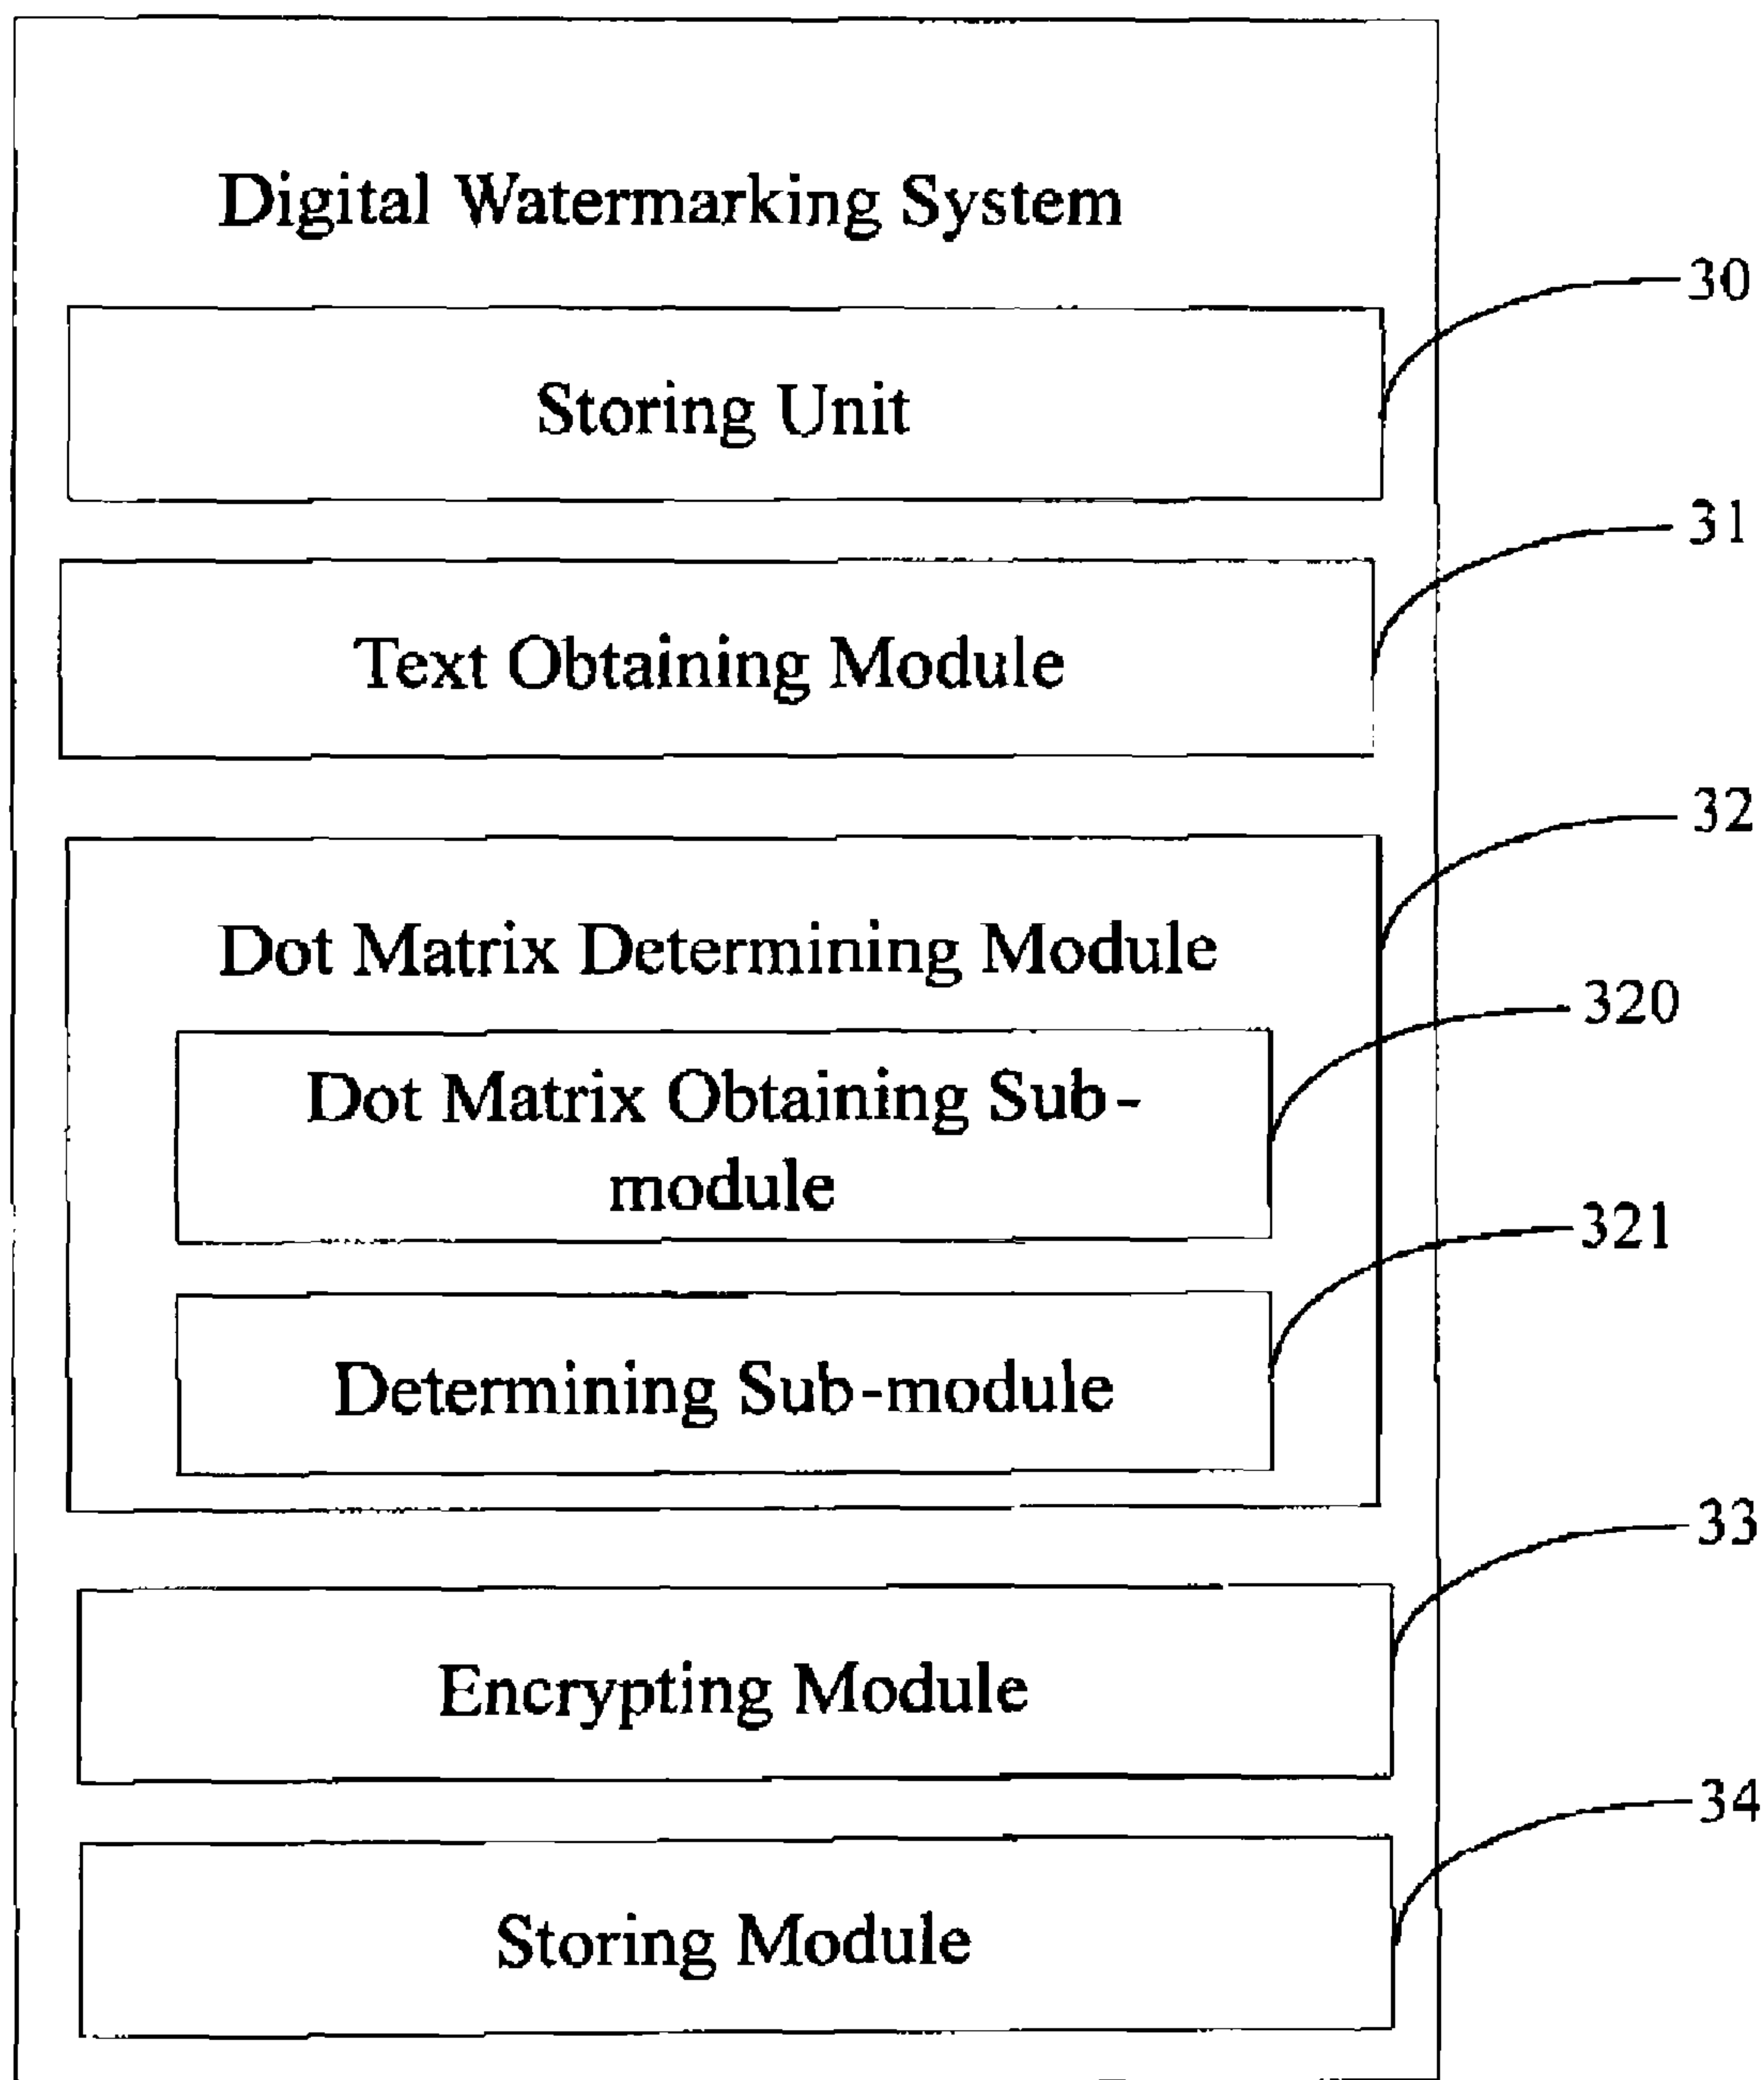 Digital Watermarking System
30
Storing Unit
31
Text Obtaining Module
32
Dot Matrix Determining Module
320
Dot Matrix Obtaining Sub-
module
321
Determining Sub-module
33
Encrypting Module
34
Storing Module